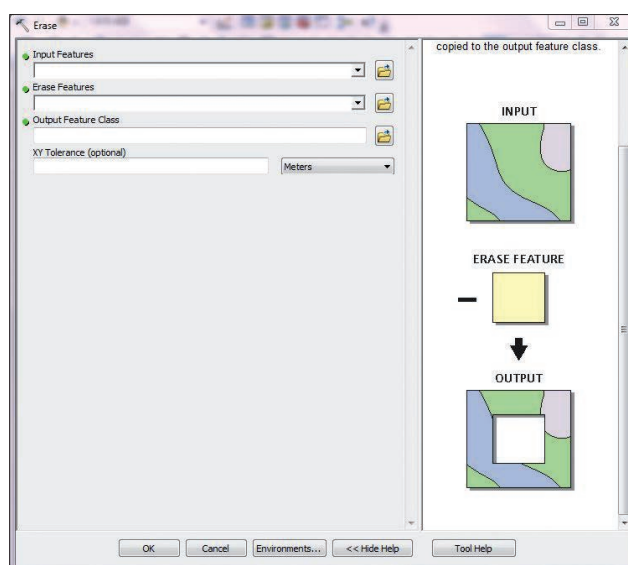 Erase
Input Features
Erase Features
Output Feature Class
XY Tolerance (optional)
Meters
copied to the output feature class.
INPUT
ERASE FEATURE
OUTPUT
OK
Cancel
Environments...
<< Hide Help
Tool Help